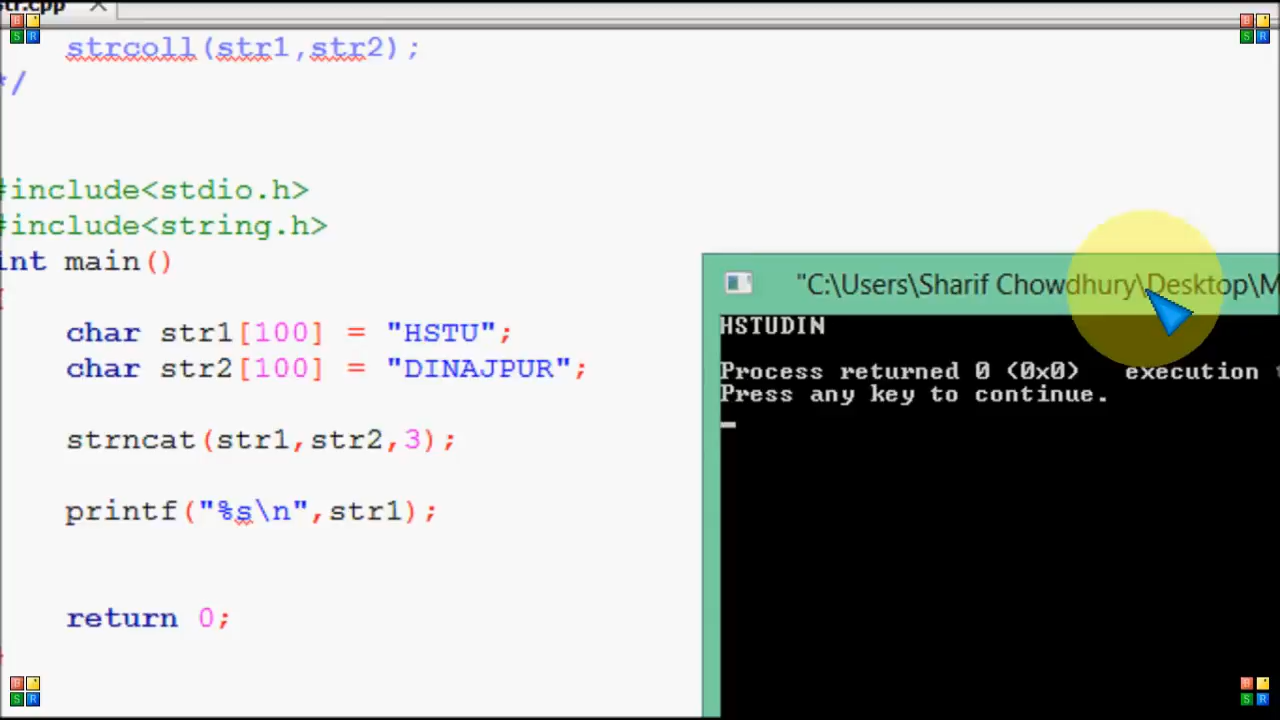 str.cpp
strcoll(str1,str2);
*/
#include<stdio.h>
#include<string.h>
int main()
{
char str1[100] = "HSTU";
char str2[100] = "DINAJPUR";
strncat(str1,str2,3);
printf("%s\n",str1);
return 0;
"C:\Users\Sharif Chowdhury\Desktop\M
HSTUDIN
Process returned 0 (0x0) execution t
Press any key to continue.
B
S R
B
S R
B
S R
B
S R